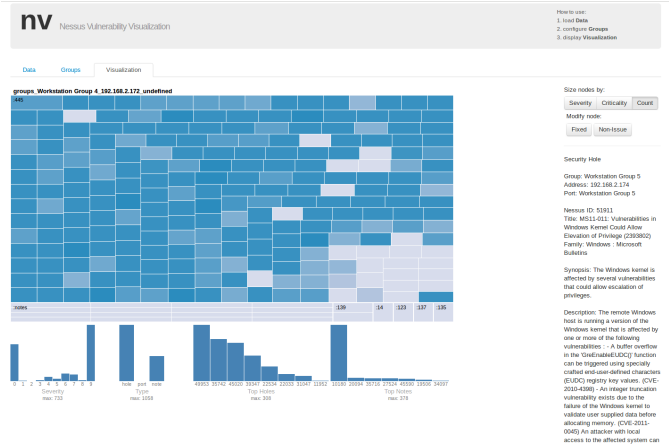 nv Nessus Vulnerability Visualization
How to use:
1. load Data
2. configure Groups
3. display Visualization
Data Groups Visualization
groups_Workstation Group 4_192.168.2.172_undefined
:445
:notes :139 :14 :123 :137 :135
0 1 2 3 4 5 6 7 8 9
Severity
max: 733
hole port note
Type
max: 1058
Top Holes
Top Notes
max: 378
Size nodes by:
Severity Criticality Count
Modify node:
Fixed Non-Issue
Security Hole
Group: Workstation Group 5
Address: 192.168.2.174
Port: Workstation Group 5
Nessus ID: 51911
Title: MS11-011: Vulnerabilities in
Windows Kernel Could Allow
Elevation of Privilege (2393802)
Family: Windows : Microsoft
Bulletins
Synopsis: The Windows kernel is
affected by several vulnerabilities
that could allow escalation of
privileges.
Description: The remote Windows
host is running a version of the
Windows kernel that is affected by
one or more of the following
vulnerabilities : - A buffer overflow
in the 'GreEnableEUDC()' function
can be triggered using specially
crafted end-user-defined characters
(EUDC) registry key values. (CVE-
2010-4398) - An integer truncation
vulnerability exists due to the
failure of the Windows kernel to
validate user supplied data before
allocating memory. (CVE-2011-
0045) An attacker with local
access to the affected system can